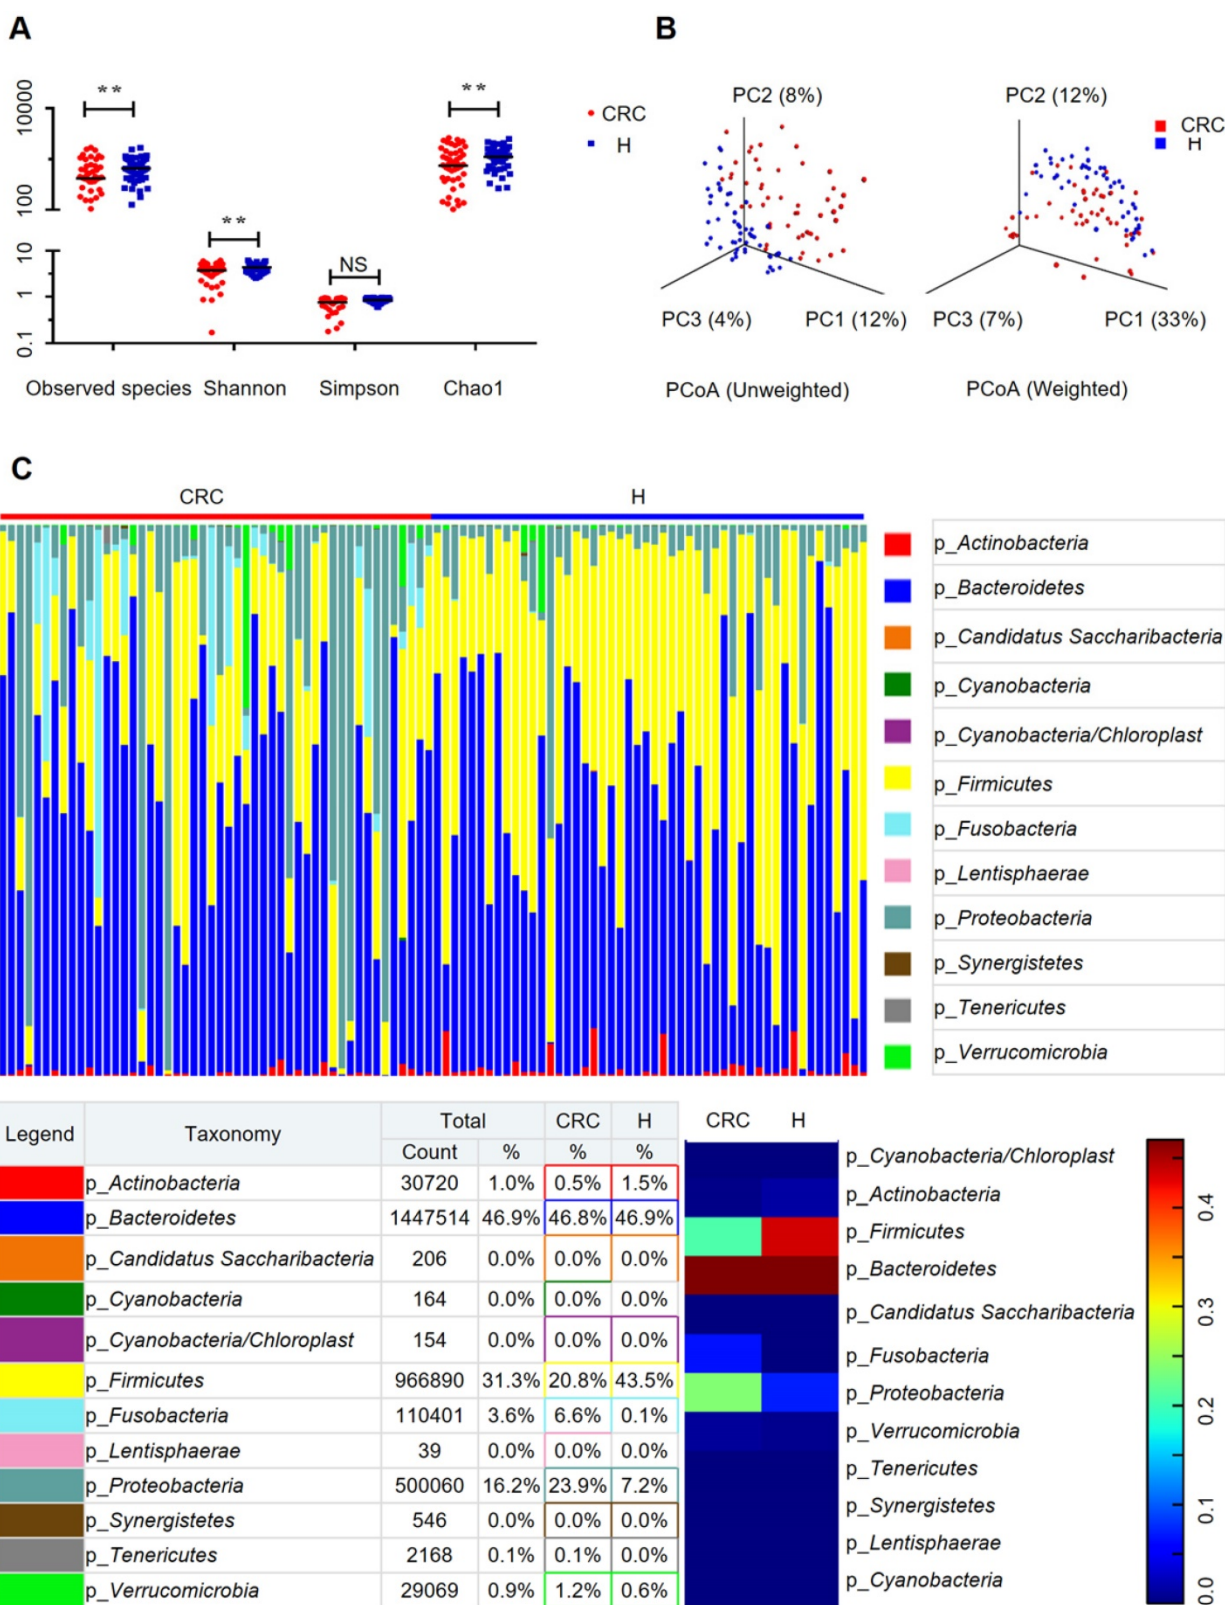 A
B
**
**
**
NS
10000
100
10
1
0.1
CRC
H
Observed species
Shannon
Simpson
Chao1
PC2 (8%)
PC3 (4%)
PC1 (12%)
PCoA (Unweighted)
PC2 (12%)
PC3 (7%)
PC1 (33%)
PCoA (Weighted)
CRC
H
C
CRC
H
p_Actinobacteria
p_Bacteroidetes
p_Candidatus Saccharibacteria
p_Cyanobacteria
p_Cyanobacteria/Chloroplast
p_Firmicutes
p_Fusobacteria
p_Lentisphaerae
p_Proteobacteria
p_Synergistetes
p_Tenericutes
p_Verrucomicrobia
Legend Taxonomy Total CRC H
Count % % %
p_Actinobacteria 30720 1.0% 0.5% 1.5%
p_Bacteroidetes 1447514 46.9% 46.8% 46.9%
p_Candidatus Saccharibacteria 206 0.0% 0.0% 0.0%
p_Cyanobacteria 164 0.0% 0.0% 0.0%
p_Cyanobacteria/Chloroplast 154 0.0% 0.0% 0.0%
p_Firmicutes 966890 31.3% 20.8% 43.5%
p_Fusobacteria 110401 3.6% 6.6% 0.1%
p_Lentisphaerae 39 0.0% 0.0% 0.0%
p_Proteobacteria 500060 16.2% 23.9% 7.2%
p_Synergistetes 546 0.0% 0.0% 0.0%
p_Tenericutes 2168 0.1% 0.1% 0.0%
p_Verrucomicrobia 29069 0.9% 1.2% 0.6%
CRC H
p_Cyanobacteria/Chloroplast
p_Actinobacteria
p_Firmicutes
p_Bacteroidetes
p_Candidatus Saccharibacteria
p_Fusobacteria
p_Proteobacteria
p_Verrucomicrobia
p_Tenericutes
p_Synergistetes
p_Lentisphaerae
p_Cyanobacteria
0.4
0.3
0.2
0.1
0.0